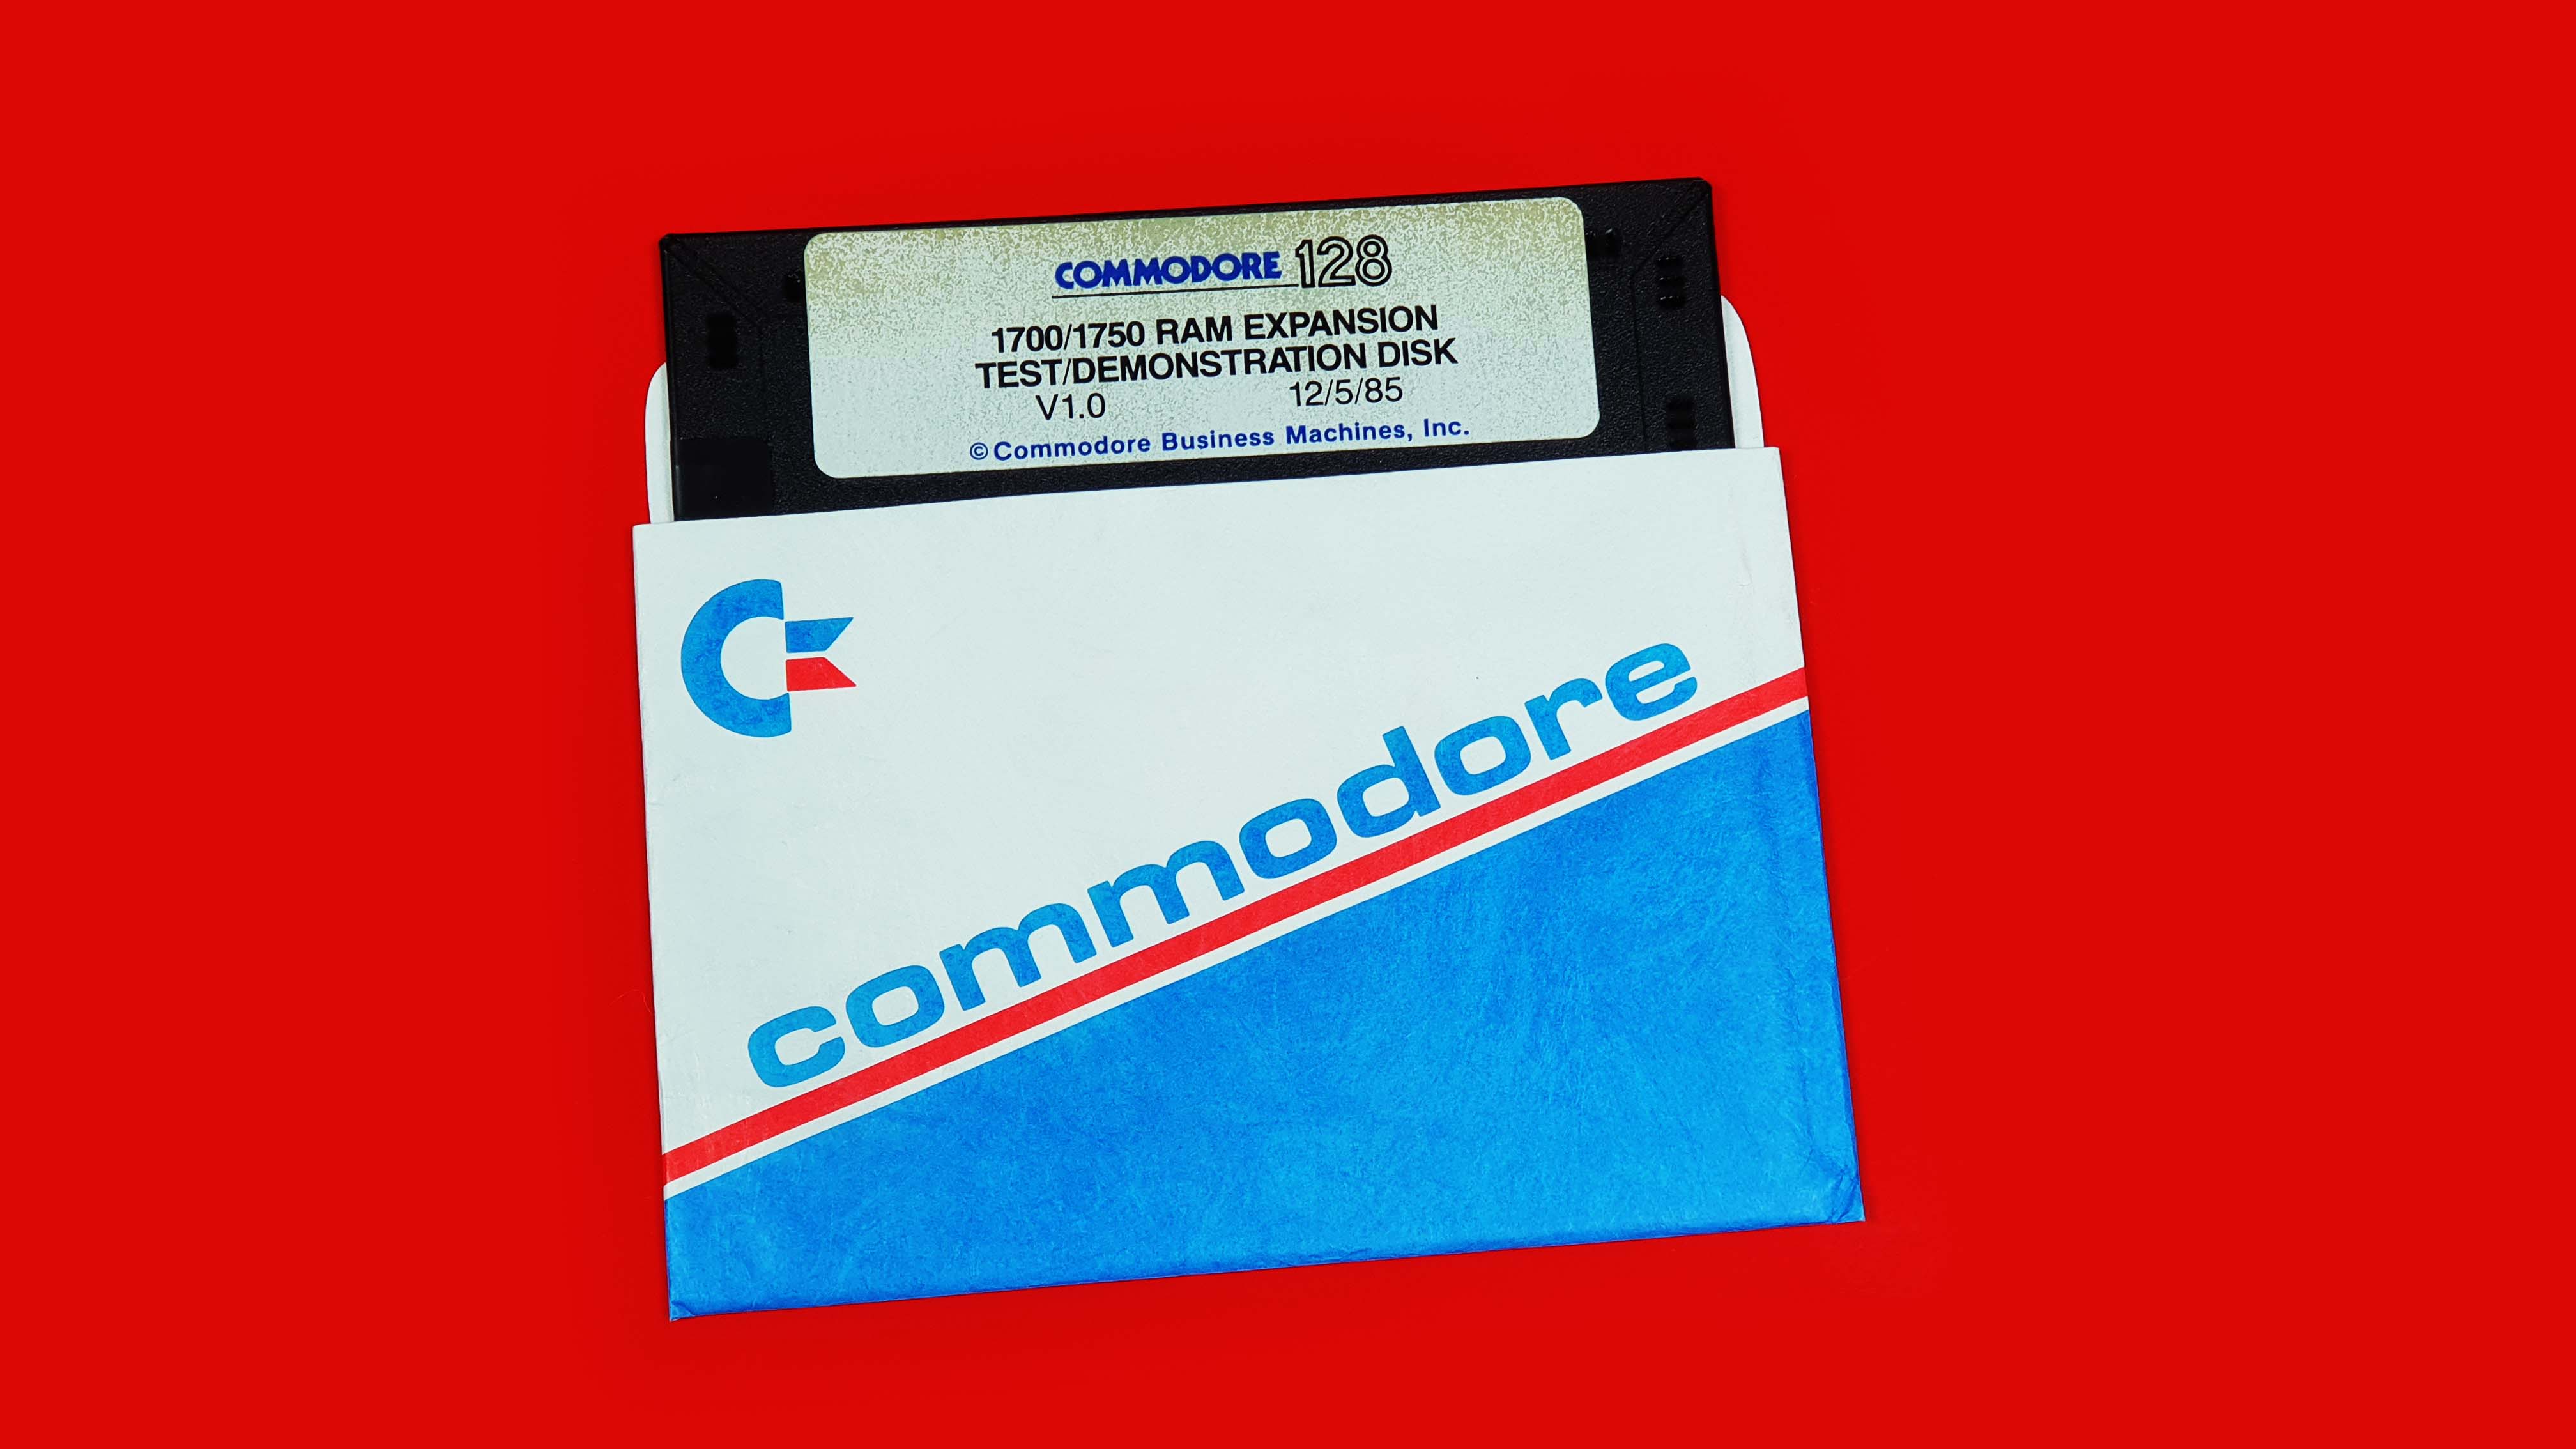 COMMODORE 128
1700/1750 RAM EXPANSION
TEST/DEMONSTRATION DISK
V1.0 12/5/85
© Commodore Business Machines, Inc.
commodore